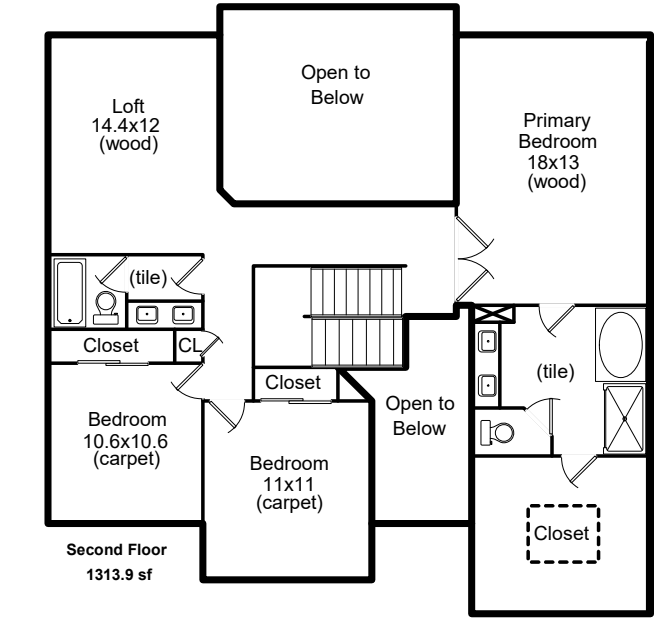 Open to
Below
Loft
14.4x12
(wood)
Primary
Bedroom
18x13
(wood)
(tile)
Closet
CL
Closet
(tile)
Bedroom
10.6x10.6
(carpet)
Open to
Below
Bedroom
11x11
(carpet)
Closet
Second Floor
1313.9 sf